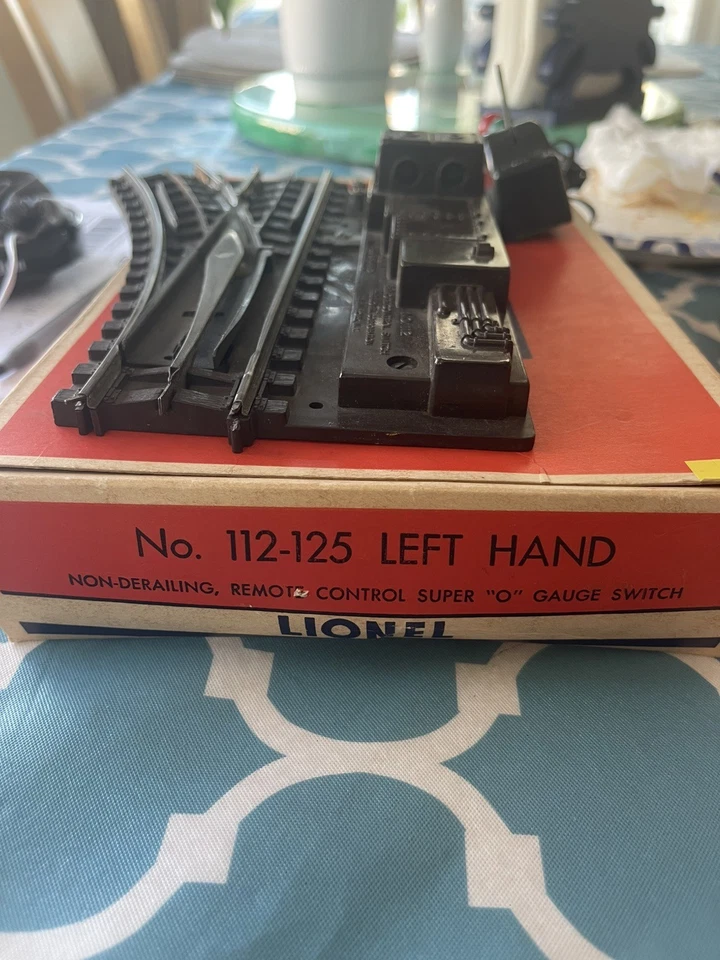 No. 112-125 LEFT HAND
NON-DERAILING, REMOTE CONTROL SUPER "O" GAUGE SWITCH
LIONEL